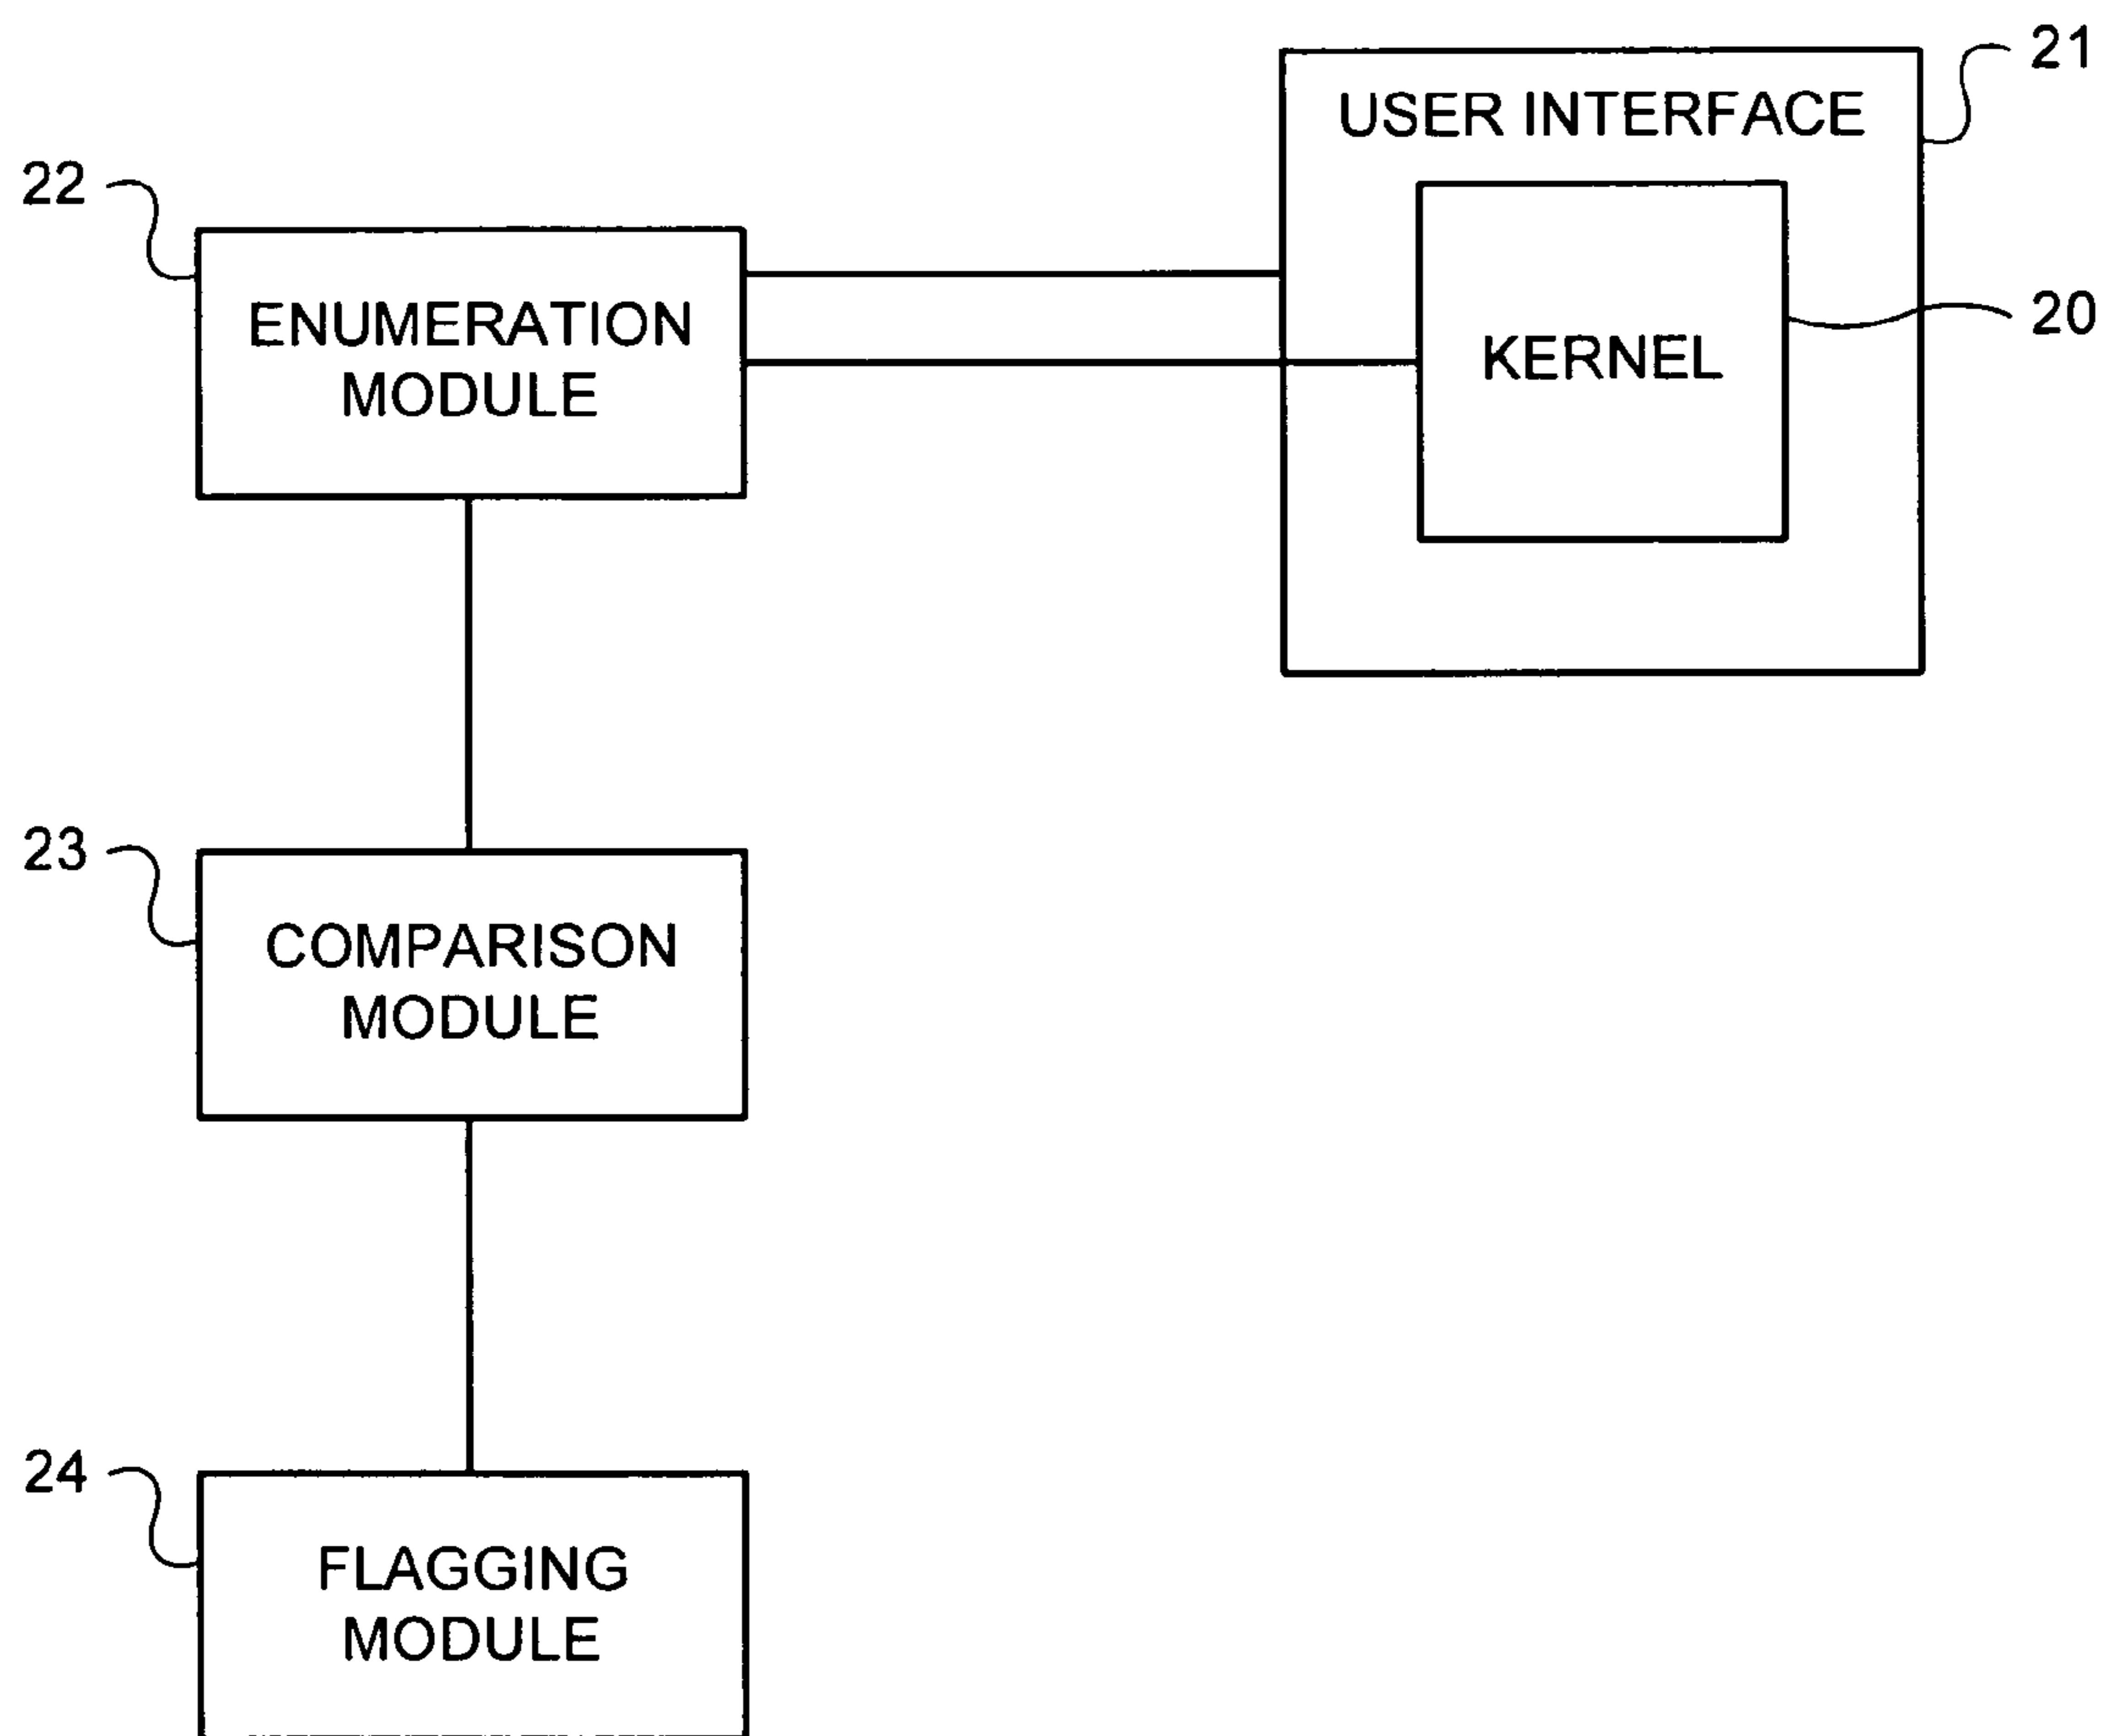 21
USER INTERFACE
22
20
ENUMERATION
MODULE
KERNEL
23
COMPARISON
MODULE
24
FLAGGING
MODULE